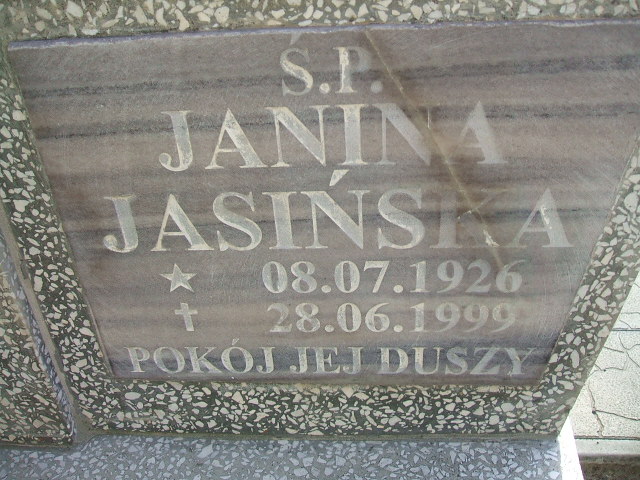 Ś.P.
JANINA
JASIŃSKA
08.07.1926
28.06.1999
POKÓJ JEJ DUSZY